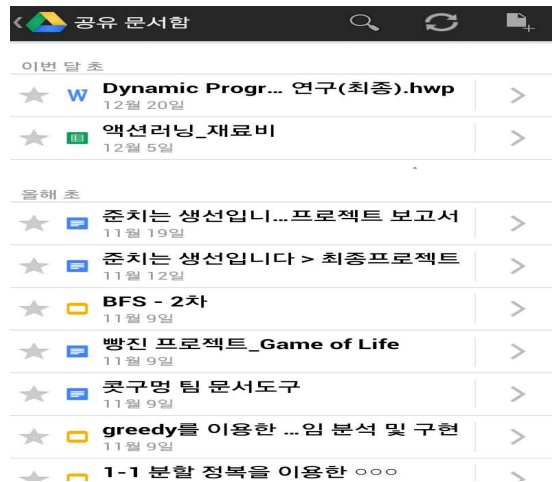 공유 문서함
이번 달 초
Dynamic Progr... 연구(최종).hwp
12월 20일
액션러닝_재료비
12월 5일
올해 초
준치는 생선입니...프로젝트 보고서
11월 19일
준치는 생선입니다 > 최종프로젝트
11월 12일
BFS - 2차
11월 9일
빵진 프로젝트_Game of Life
11월 9일
콧구멍 팀 문서도구
11월 9일
greedy를 이용한 ...임 분석 및 구현
11월 9일
1-1 분할 정복을 이용한 ○○○